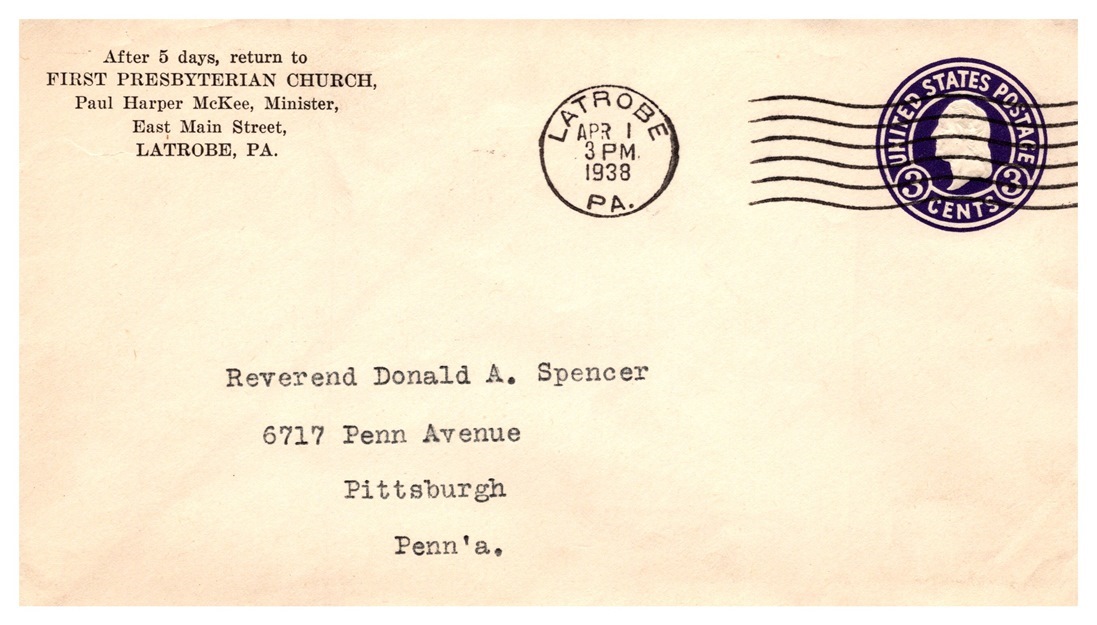 After 5 days, return to
FIRST PRESBYTERIAN CHURCH,
Paul Harper McKee, Minister,
East Main Street,
LATROBE, PA.
LATROBE
APR 1
3 PM
1938
PA.
UNITED STATES POSTAGE
3 3
CENTS
Reverend Donald A. Spencer
6717 Penn Avenue
Pittsburgh
Penn'a.